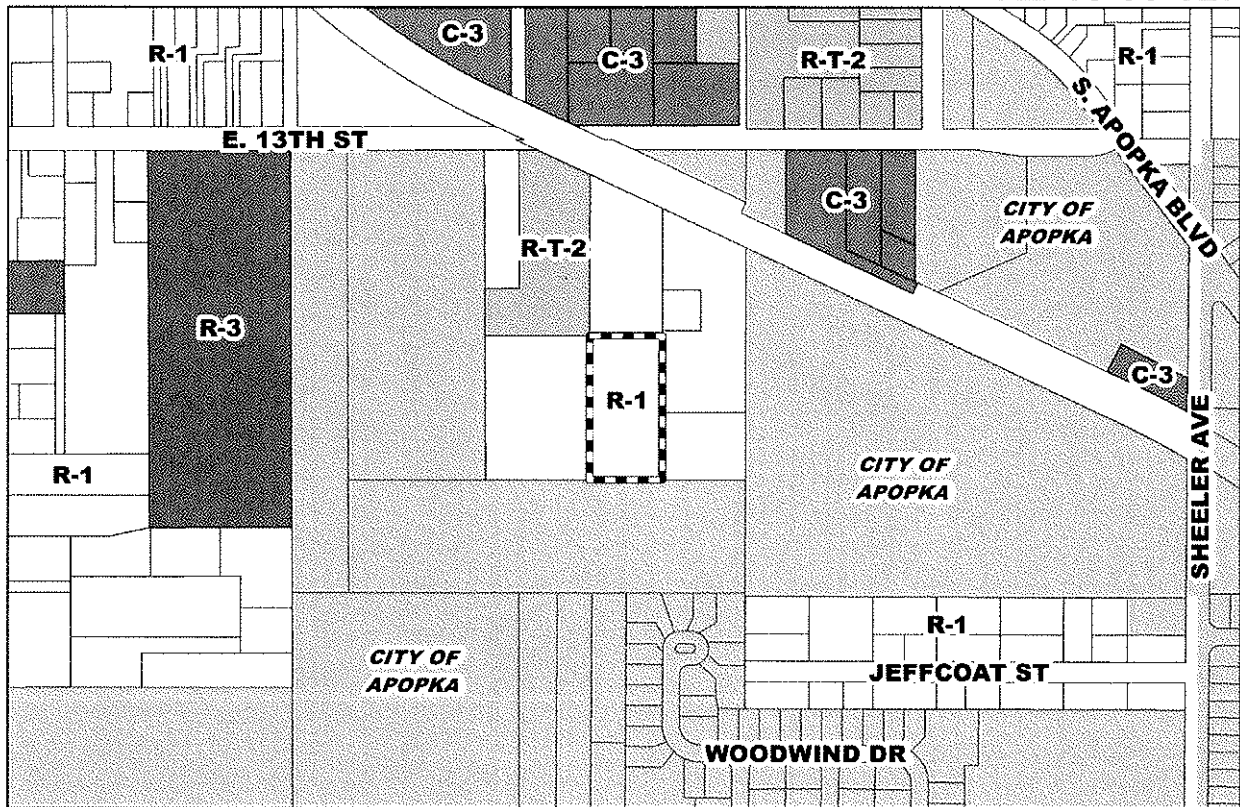 R-1
C-3
C-3
R-T-2
R-1
S. APOPKA BLVD
E. 13TH ST
C-3
CITY OF
APOPKA
R-T-2
R-3
C-3
R-1
SHEELER AVE
R-1
CITY OF
APOPKA
R-1
CITY OF
APOPKA
JEFFCOAT ST
WOODWIND DR